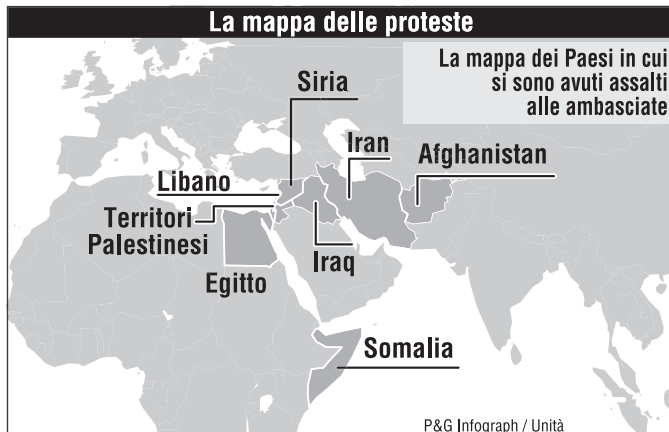 La mappa delle proteste
La mappa dei Paesi in cui
si sono avuti assalti
alle ambasciate
Siria
Iran
Afghanistan
Libano
Territori
Palestinesi
Iraq
Egitto
Somalia
P&G Infograph / Unità